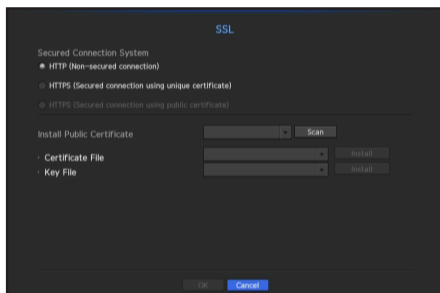 SSL
Secured Connection System
HTTP (Non-secured connection)
HTTPS (Secured connection using unique certificate)
HTTPS (Secured connection using public certificate)
Install Public Certificate
Scan
· Certificate File
Install
· Key File
Install
OK Cancel